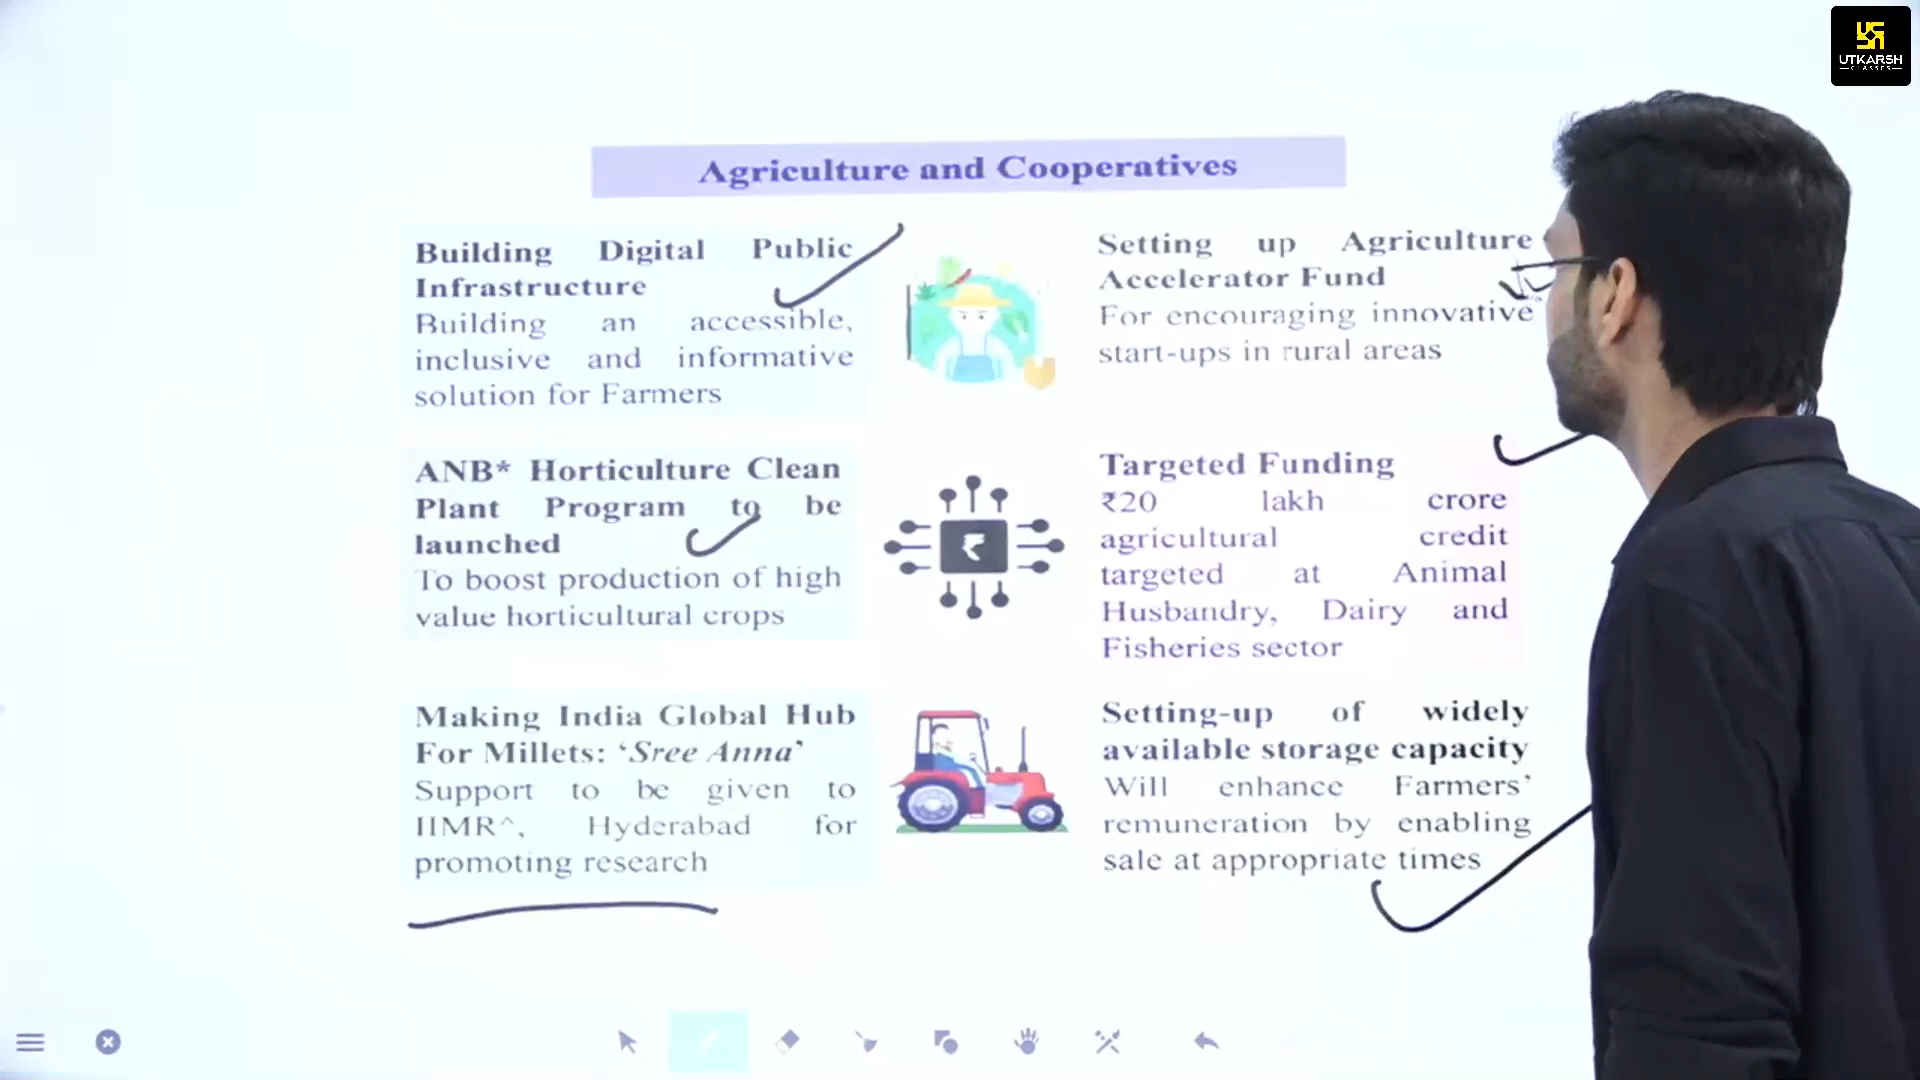 UTKARSH
CLASSES
Agriculture and Cooperatives
Building Digital Public
Infrastructure
Building an accessible,
inclusive and informative
solution for Farmers
Setting up Agriculture
Accelerator Fund
For encouraging innovative
start-ups in rural areas
ANB* Horticulture Clean
Plant Program to be
launched
To boost production of high
value horticultural crops
₹
Targeted Funding
₹20 lakh crore
agricultural credit
targeted at Animal
Husbandry, Dairy and
Fisheries sector
Making India Global Hub
For Millets: ‘Sree Anna’
Support to be given to
IIMR^, Hyderabad for
promoting research
Setting-up of widely
available storage capacity
Will enhance Farmers’
remuneration by enabling
sale at appropriate times